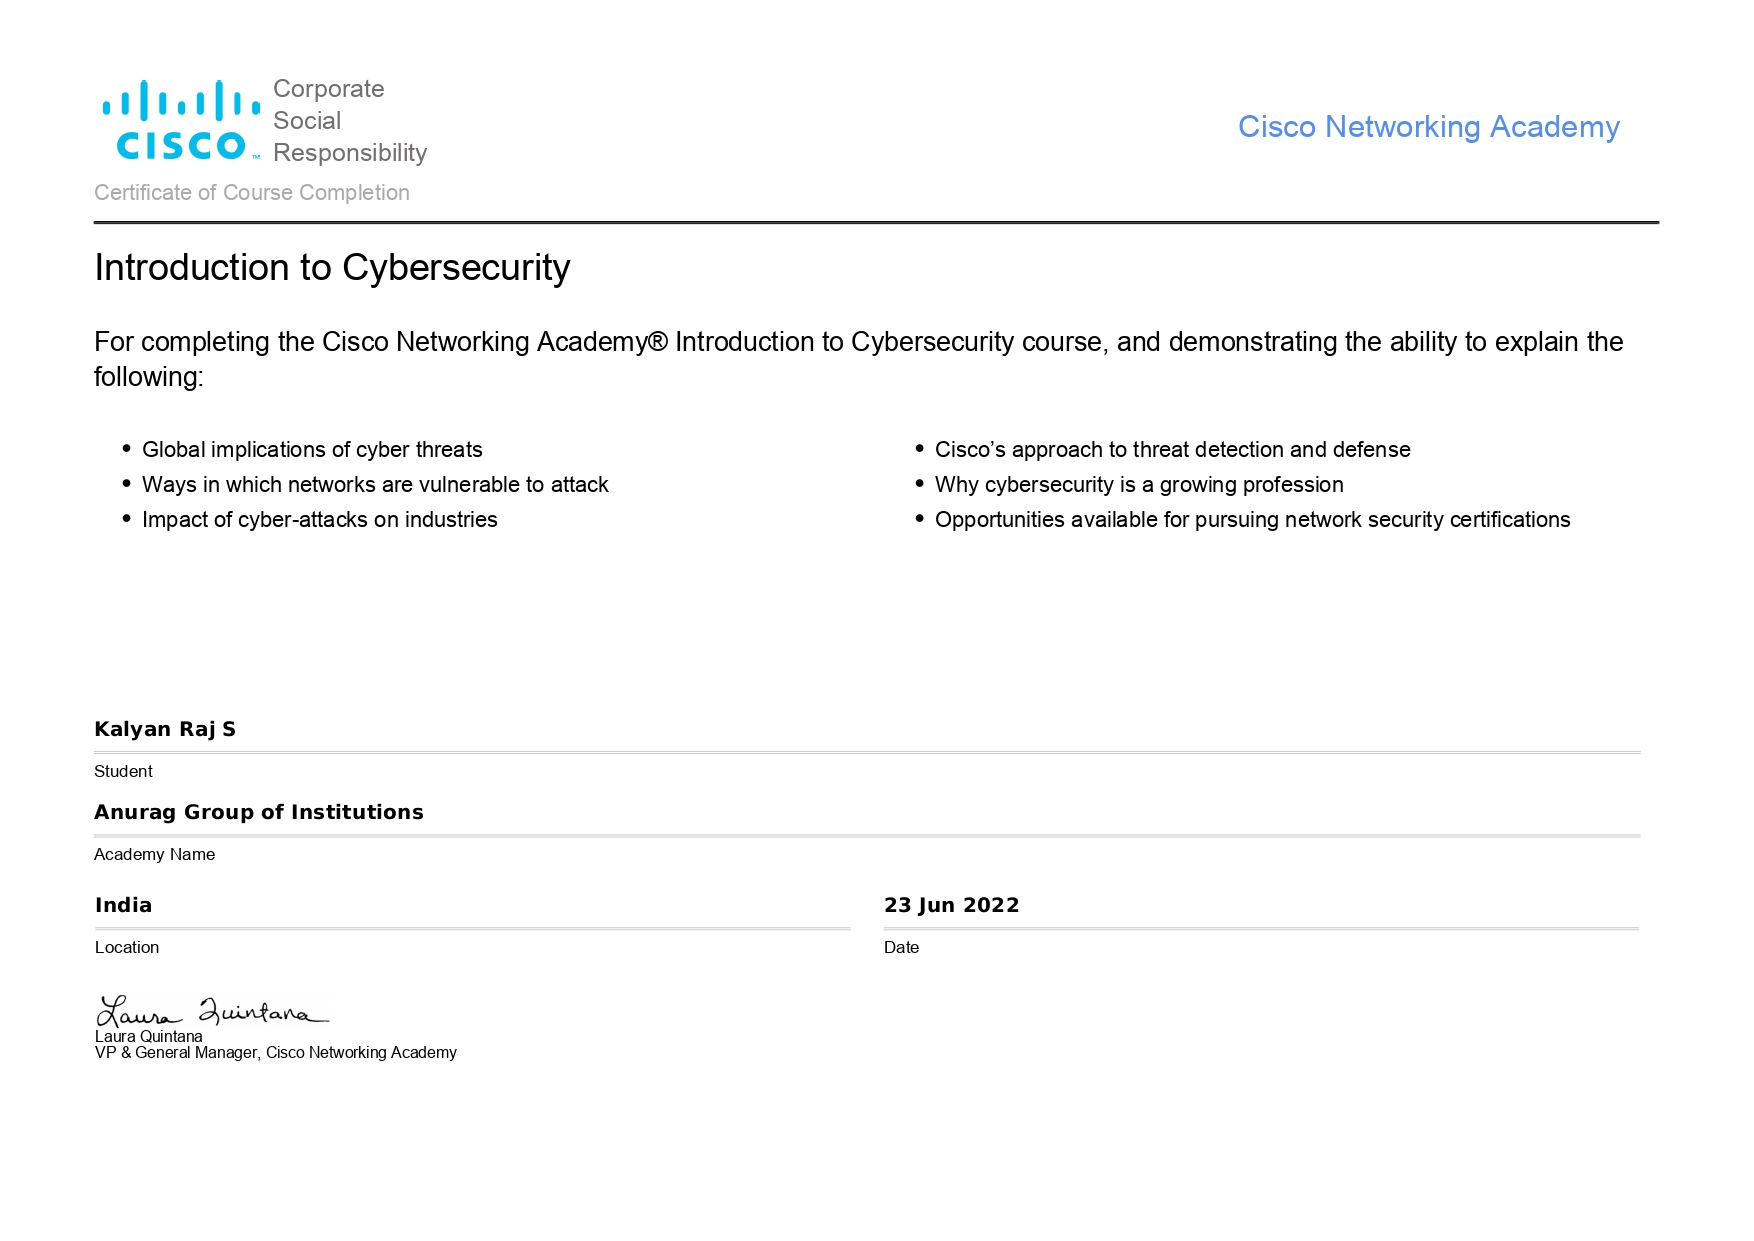 CISCO™
Corporate
Social
Responsibility
Cisco Networking Academy
Certificate of Course Completion
Introduction to Cybersecurity
For completing the Cisco Networking Academy® Introduction to Cybersecurity course, and demonstrating the ability to explain the
following:
• Global implications of cyber threats
• Ways in which networks are vulnerable to attack
• Impact of cyber-attacks on industries
• Cisco’s approach to threat detection and defense
• Why cybersecurity is a growing profession
• Opportunities available for pursuing network security certifications
Kalyan Raj S
Student
Anurag Group of Institutions
Academy Name
India
Location
23 Jun 2022
Date
Laura Quintana
Laura Quintana
VP & General Manager, Cisco Networking Academy